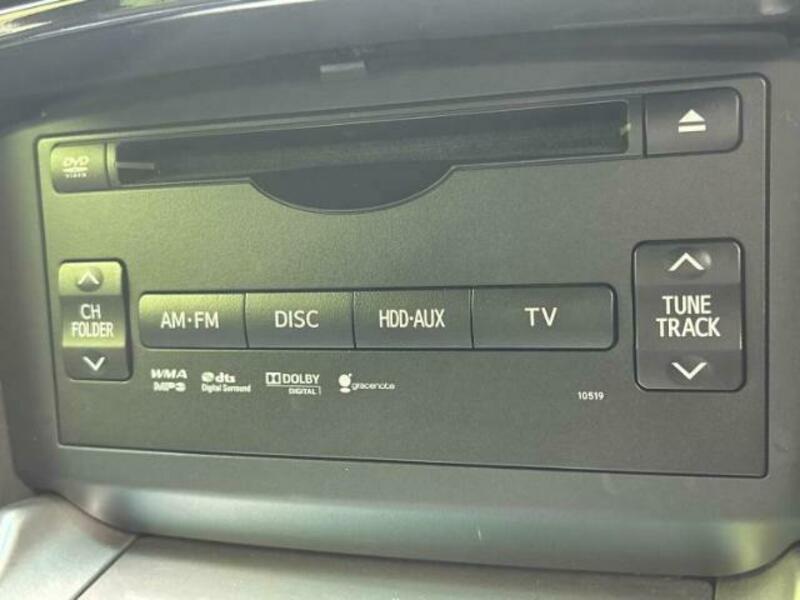 DVD
VIDEO
CH
FOLDER
AM·FM
DISC
HDD·AUX
TV
TUNE
TRACK
WMA
MP3
dts
Digital Surround
DOLBY
DIGITAL
gracenote
10519